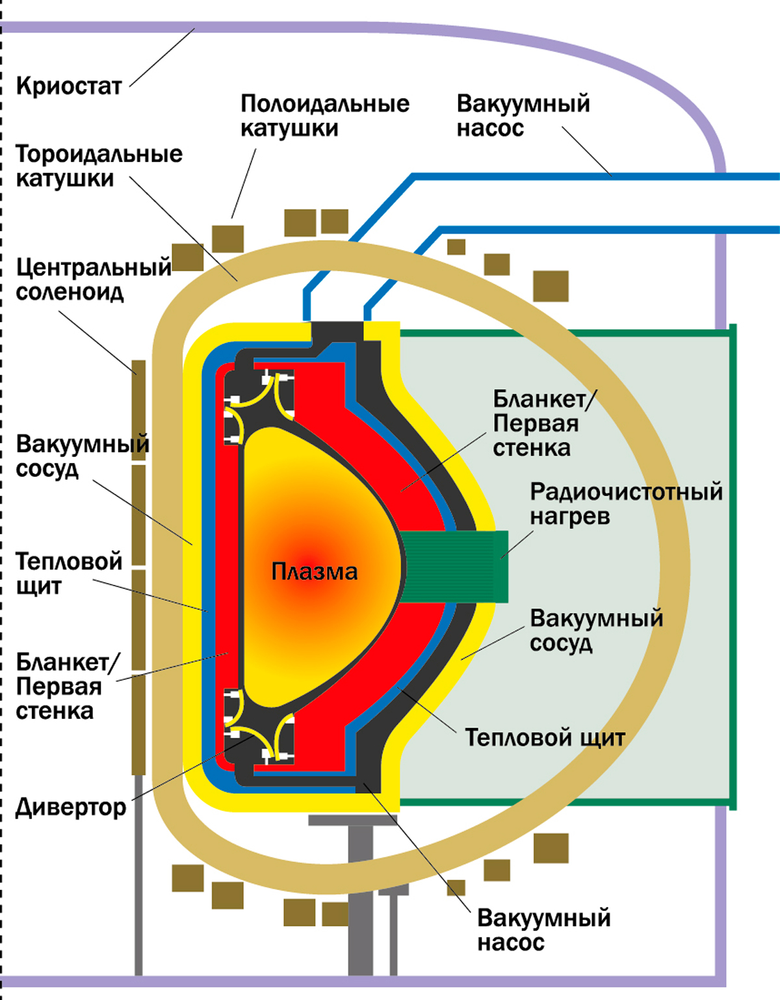 Криостат
Полоидальные
катушки
Вакуумный
насос
Тороидальные
катушки
Центральный
соленоид
Вакуумный
сосуд
Тепловой
щит
Бланкет/
Первая
стенка
Дивертор
Плазма
Бланкет/
Первая
стенка
Радиочистотный
нагрев
Вакуумный
сосуд
Тепловой щит
Вакуумный
насос